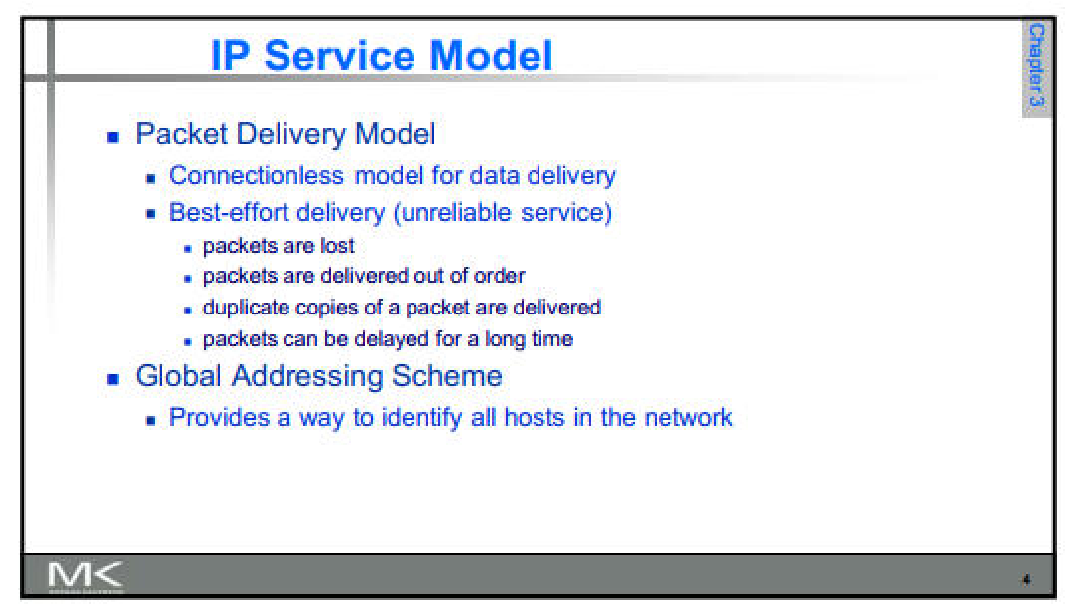 IP Service Model
Chapter 3
Packet Delivery Model
Connectionless model for data delivery
Best-effort delivery (unreliable service)
packets are lost
packets are delivered out of order
duplicate copies of a packet are delivered
packets can be delayed for a long time
Global Addressing Scheme
Provides a way to identify all hosts in the network
MK
4